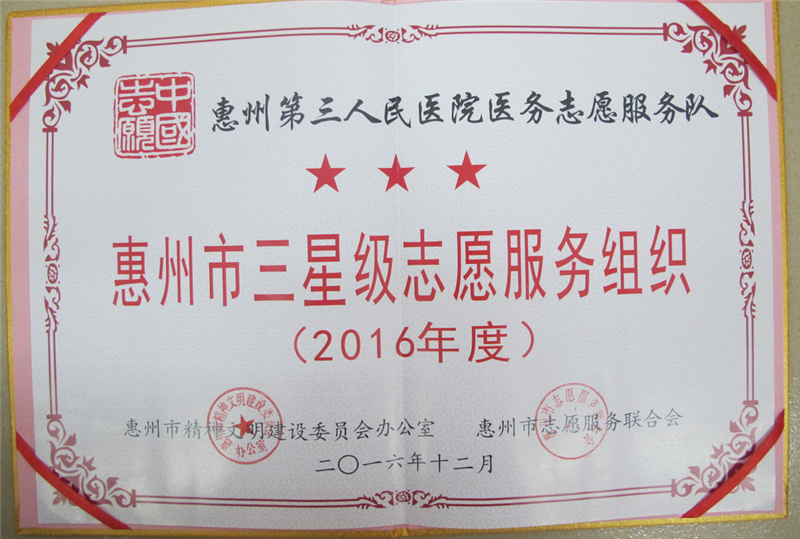 中國志願
惠州第三人民医院医务志愿服务队
惠州市三星级志愿服务组织
（2016年度）
惠州市精神文明建设委员会办公室 惠州市志愿服务联合会
二〇一六年十二月